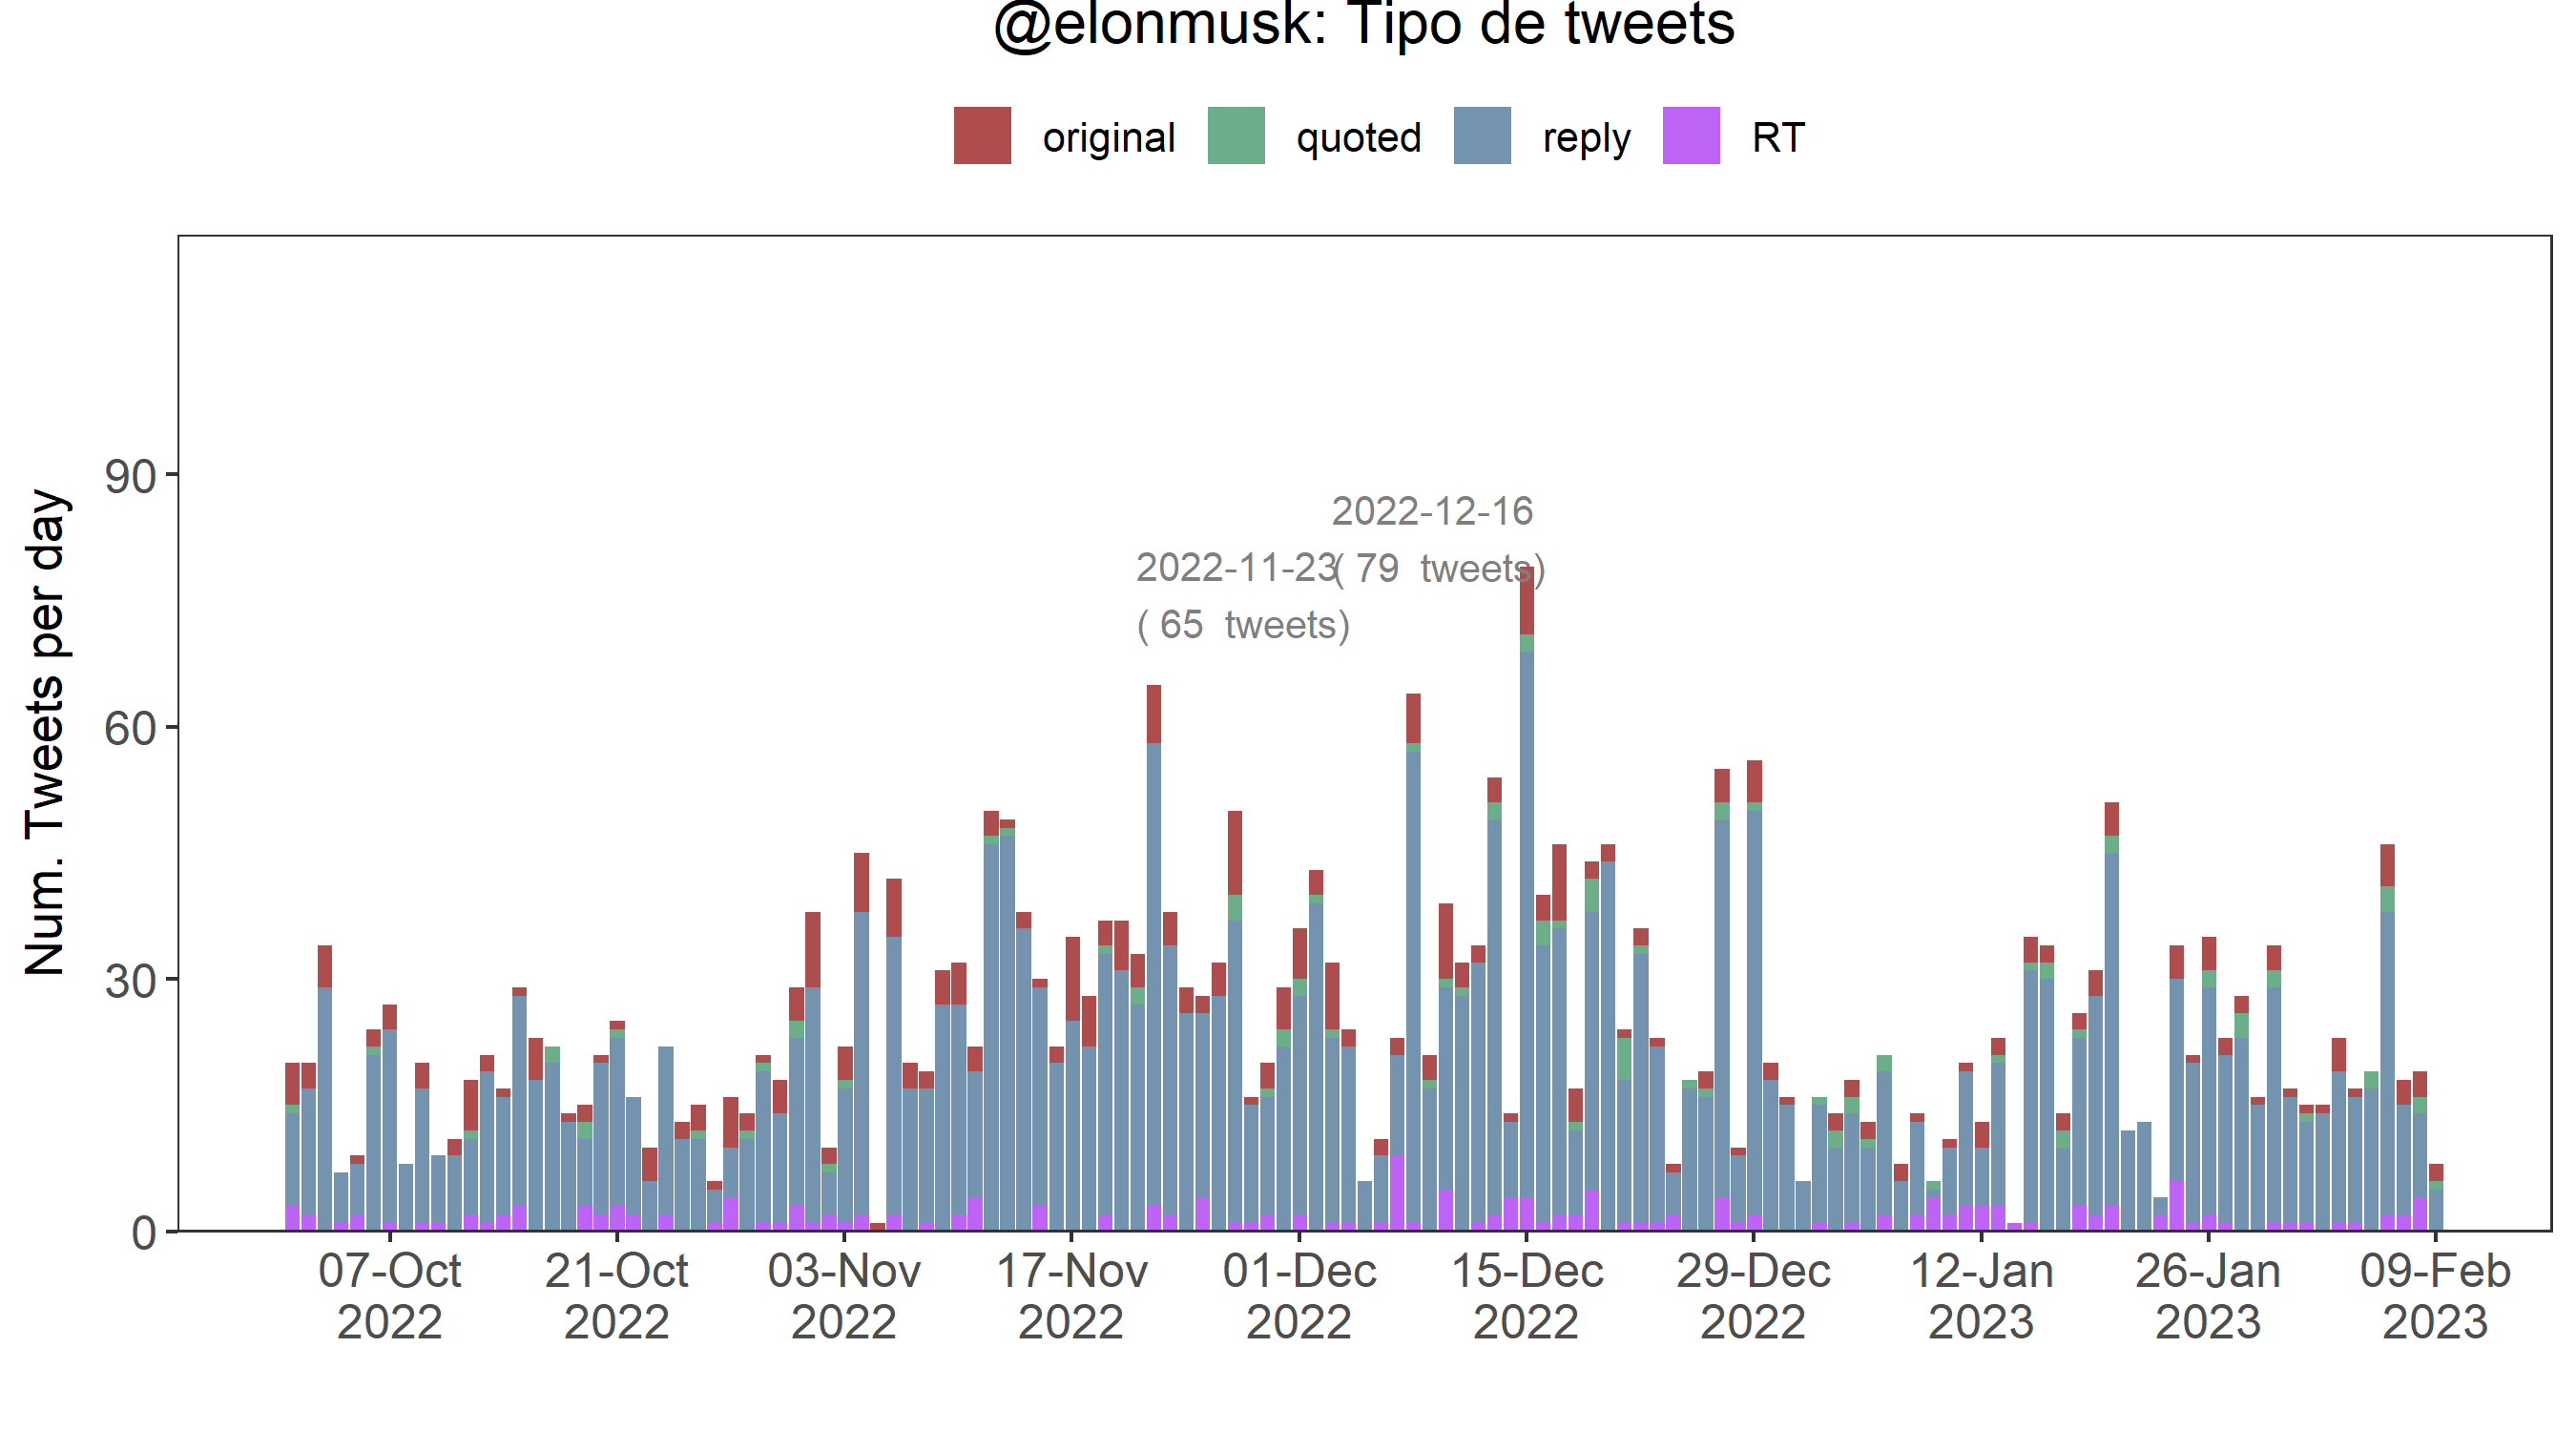 @elonmusk: Tipo de tweets
original quoted reply RT
Num. Tweets per day
90
60
30
0
2022-12-16
( 79 tweets)
2022-11-23
( 65 tweets)
07-Oct 21-Oct 03-Nov 17-Nov 01-Dec 15-Dec 29-Dec 12-Jan 26-Jan 09-Feb
2022 2022 2022 2022 2022 2022 2022 2023 2023 2023